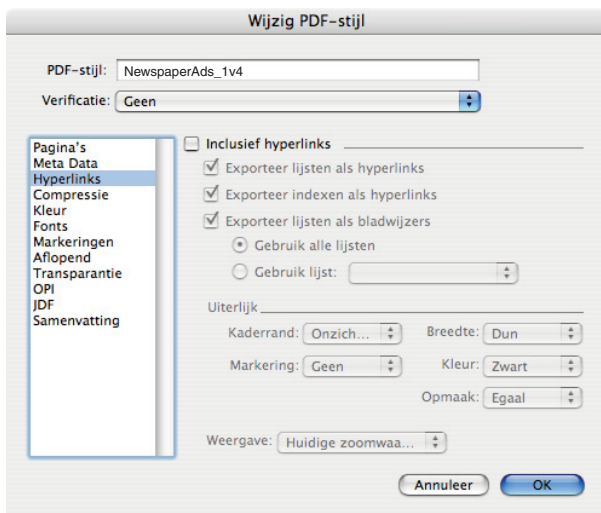 Wijzig PDF-stijl
PDF-stijl: NewspaperAds_1v4
Verificatie: Geen
Pagina's
Meta Data
Hyperlinks
Compressie
Kleur
Fonts
Markeringen
Aflopend
Transparantie
OPI
JDF
Samenvatting
Inclusief hyperlinks
Exporteer lijsten als hyperlinks
Exporteer indexen als hyperlinks
Exporteer lijsten als bladwijzers
Gebruik alle lijsten
Gebruik lijst:
Uiterlijk
Kaderrand: Onzich... Breedte: Dun
Markering: Geen Kleur: Zwart
Opmaak: Egaal
Weergave: Huidige zoomwaa...
Annuleer OK